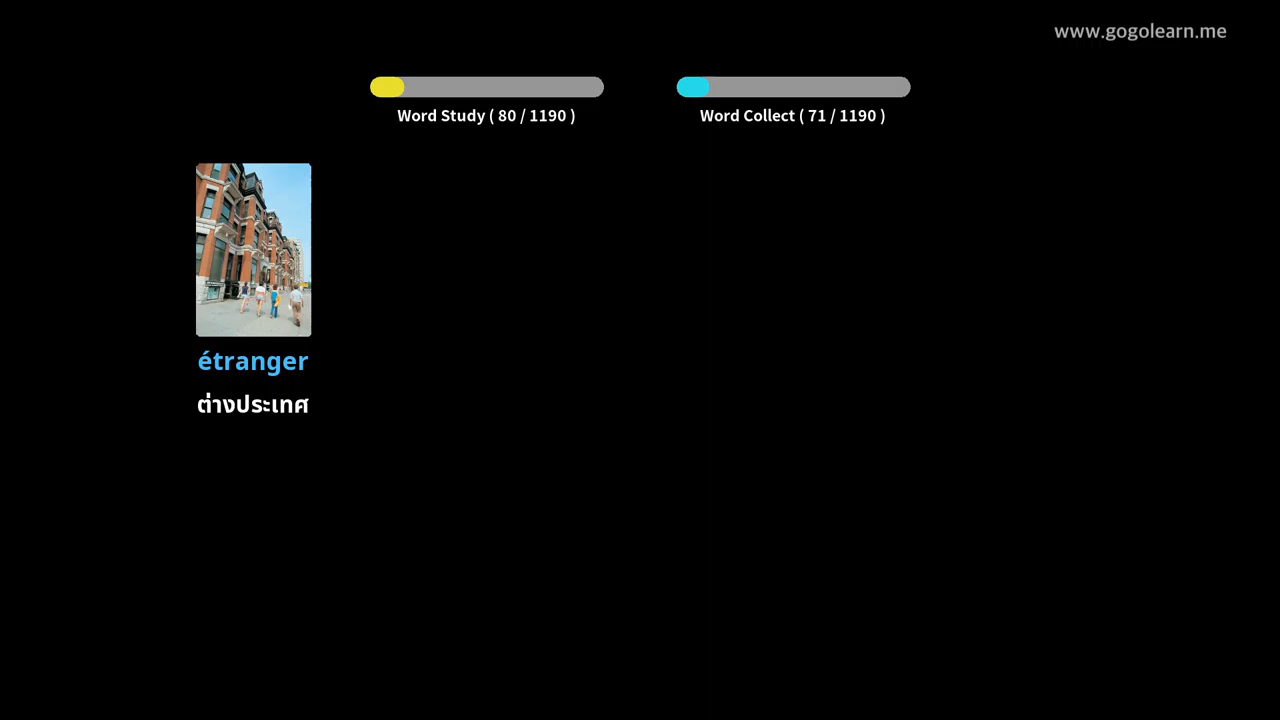 www.gogolearn.me
Word Study ( 80 / 1190 )
Word Collect ( 71 / 1190 )
étranger
ต่างประเทศ